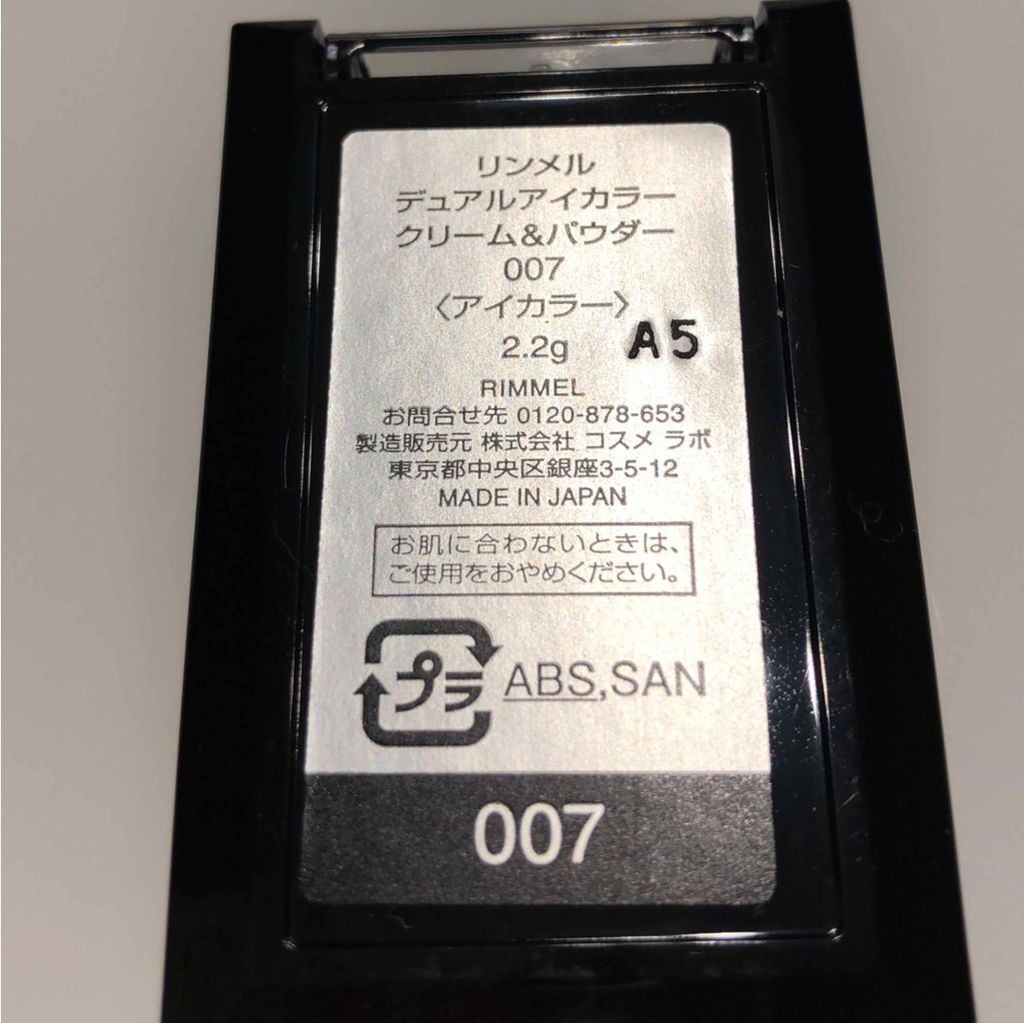 リンメル
デュアルアイカラー
クリーム&パウダー
007
〈アイカラー〉
2.2g A5
RIMMEL
お問合せ先 0120-878-653
製造販売元 株式会社 コスメ ラボ
東京都中央区銀座3-5-12
MADE IN JAPAN
お肌に合わないときは、
ご使用をおやめください。
プラ ABS,SAN
007